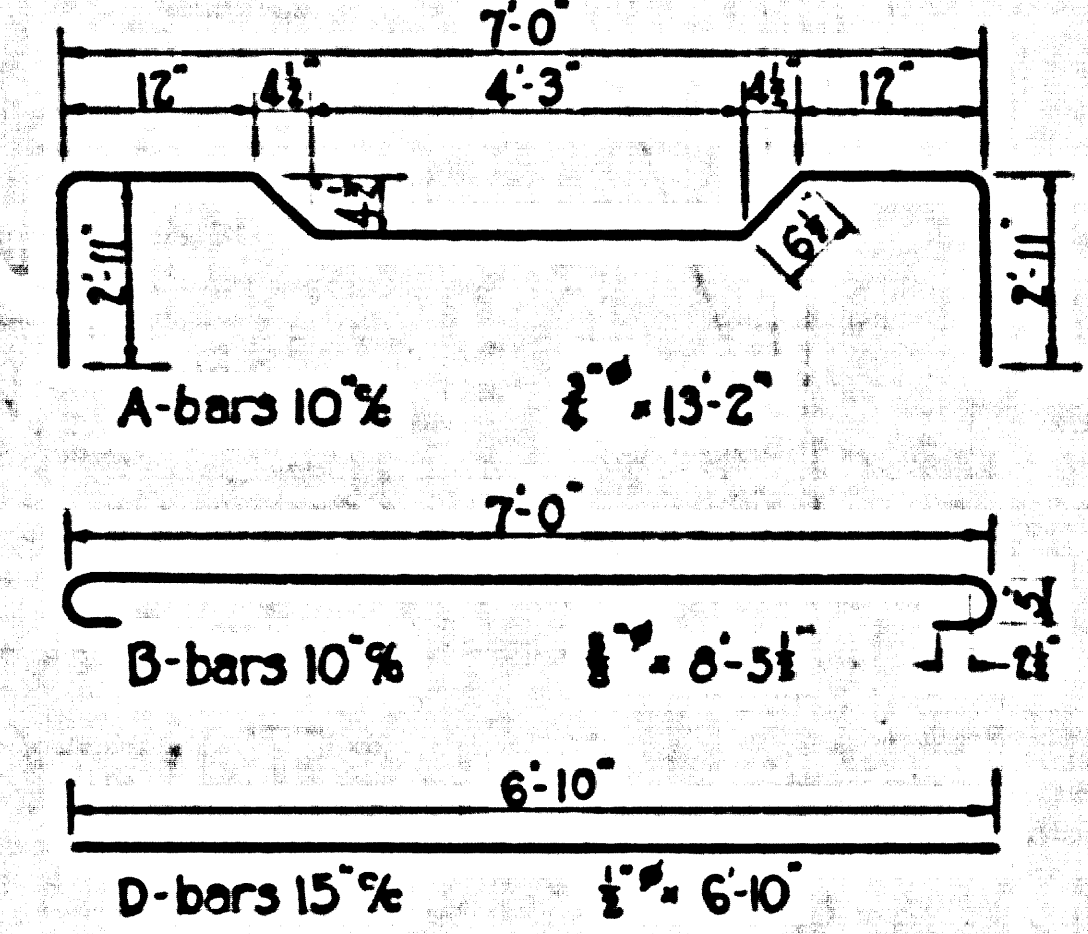 7'-0"
12" 4½" 4'-3" 4½" 12"
4½"
2'-11" 6½" 2'-11"
A-bars 10" c/c ¾"ø × 13'-2"
7'-0"
B-bars 10" c/c "ø × 8'-5½"
2½"
6'-10"
D-bars 15" c/c ½"ø × 6'-10"